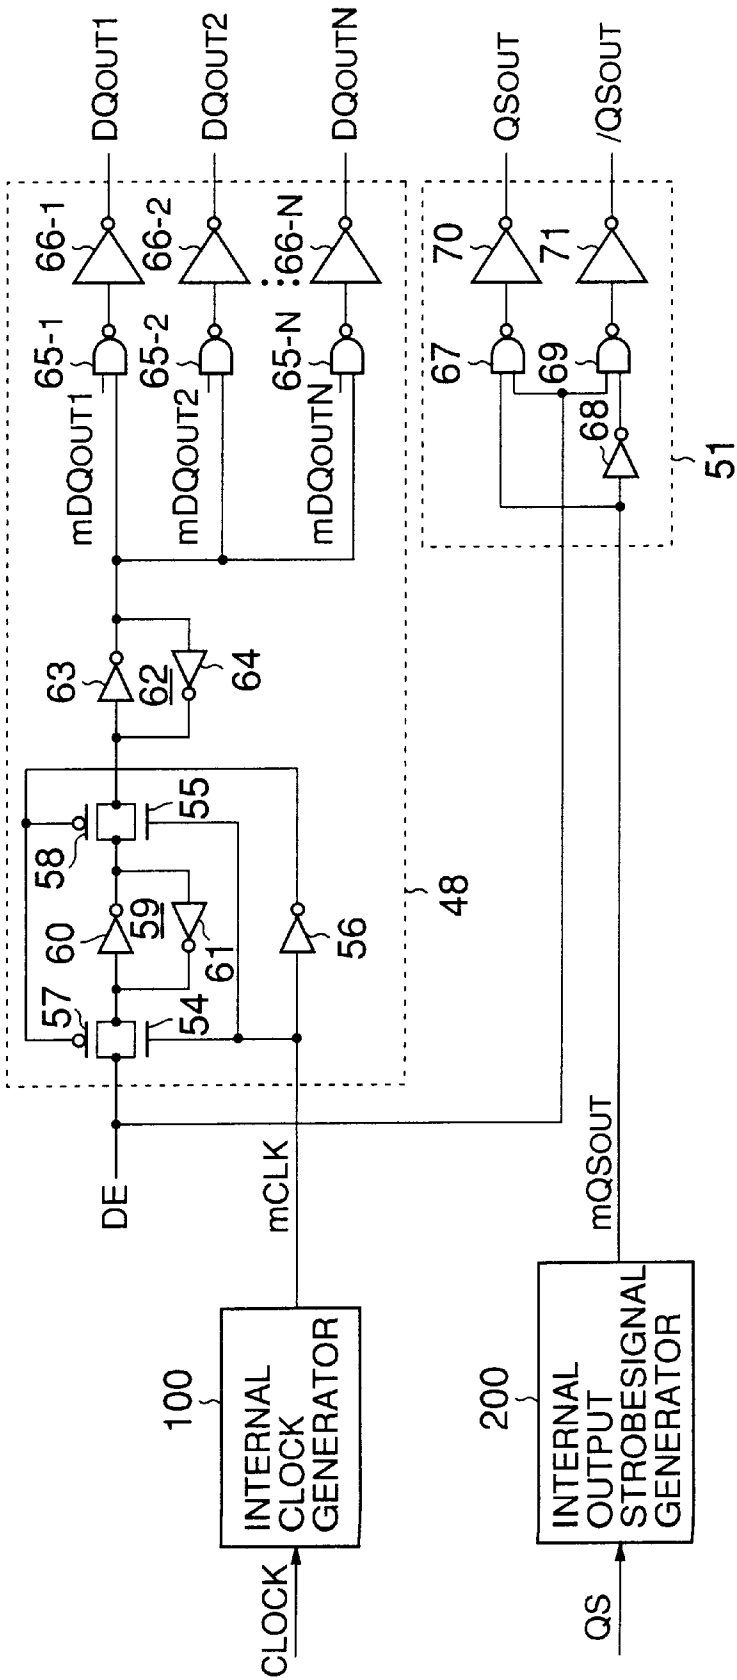 CLOCK
100
INTERNAL
CLOCK
GENERATOR
mCLK
DE
57
54
60
59
61
58
55
56
63
62
64
48
mDQOUT1
mDQOUT2
mDQOUTN
65-1
65-2
65-N
66-1
66-2
66-N
DQOUT1
DQOUT2
DQOUTN
QS
200
INTERNAL
OUTPUT
STROBESIGNAL
GENERATOR
mQSOUT
67
68
69
70
71
51
QSOUT
/QSOUT